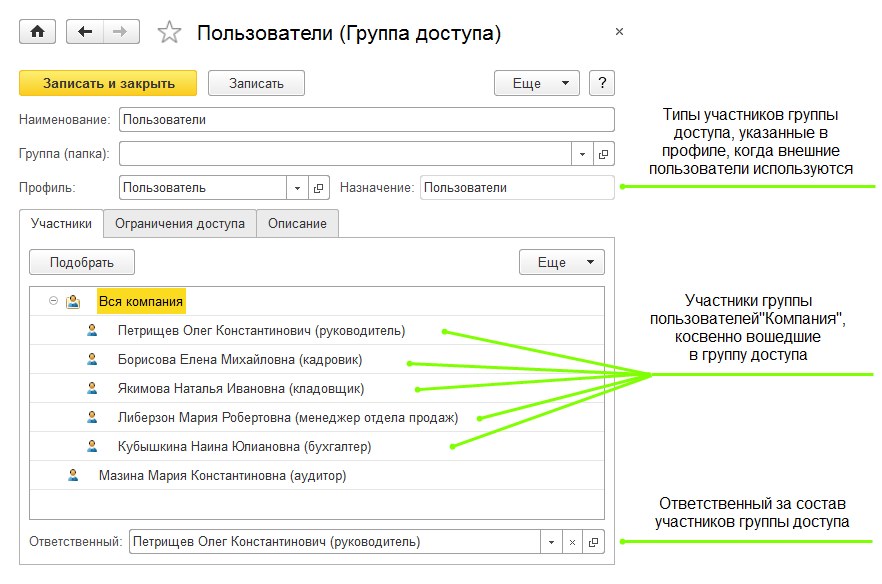 Пользователи (Группа доступа)
Записать и закрыть
Записать
Еще
?
Наименование:
Пользователи
Группа (папка):
Профиль:
Пользователь
Назначение:
Пользователи
Типы участников группы
доступа, указанные в
профиле, когда внешние
пользователи используются
Участники
Ограничения доступа
Описание
Подобрать
Еще
Вся компания
Петрищев Олег Константинович (руководитель)
Борисова Елена Михайловна (кадровик)
Якимова Наталья Ивановна (кладовщик)
Либерзон Мария Робертовна (менеджер отдела продаж)
Кубышкина Наина Юлиановна (бухгалтер)
Мазина Мария Константиновна (аудитор)
Участники группы
пользователей"Компания",
косвенно вошедшие
в группу доступа
Ответственный:
Петрищев Олег Константинович (руководитель)
Ответственный за состав
участников группы доступа